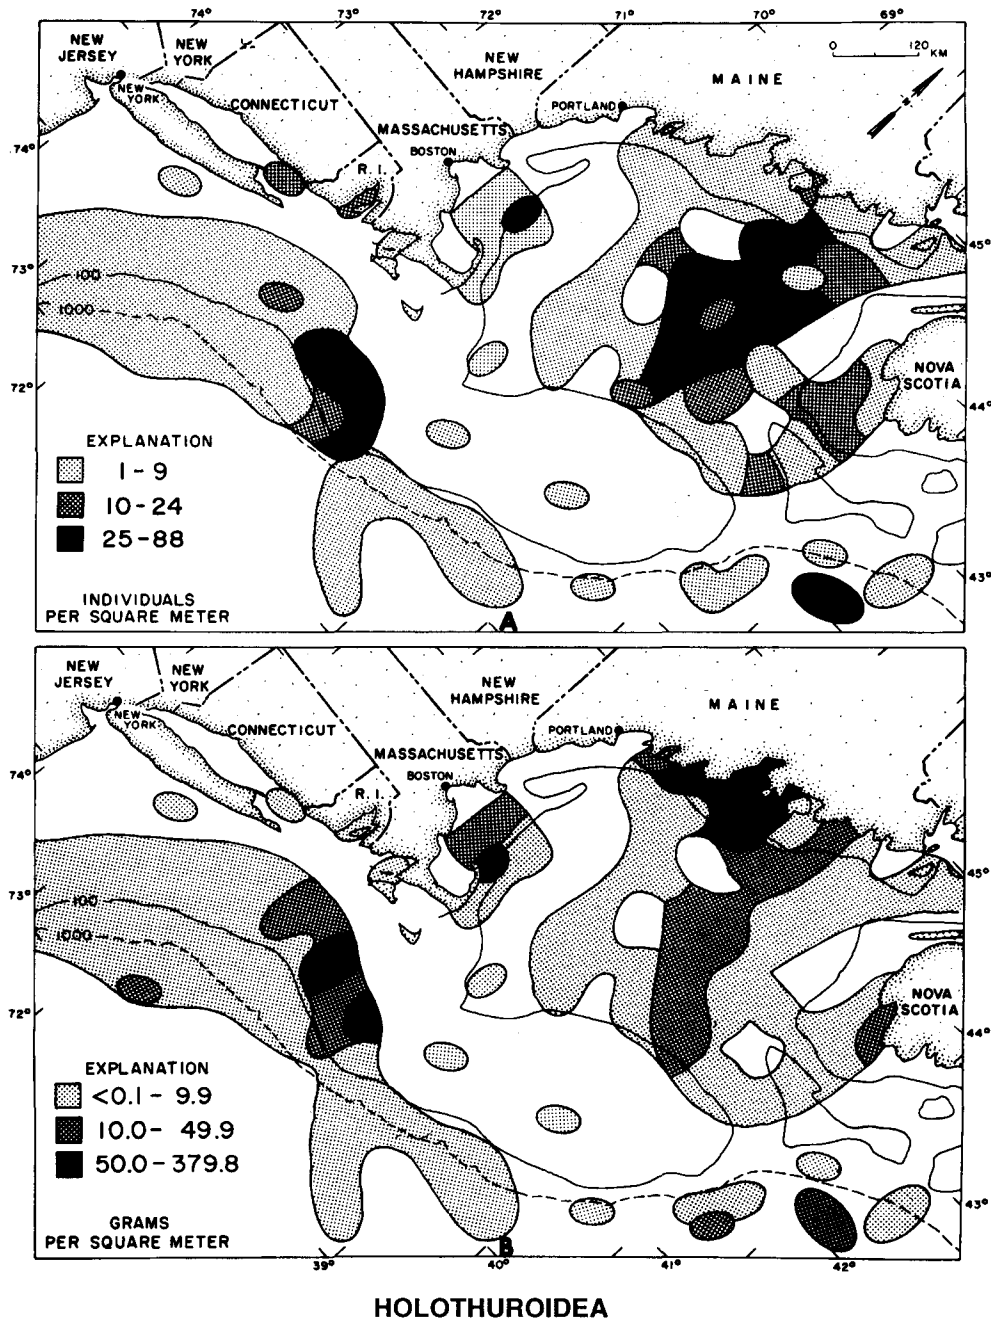 74° 73° 72° 71° 70° 69°
NEW
JERSEY
NEW
YORK
NEW
HAMPSHIRE
MAINE
0 120 KM
NEW
YORK
CONNECTICUT
PORTLAND
MASSACHUSETTS
BOSTON
R. I.
74°
45°
73°
100
1000
NOVA
SCOTIA
72°
44°
EXPLANATION
1-9
10-24
25-88
43°
INDIVIDUALS
PER SQUARE METER
A
NEW
JERSEY
NEW
YORK
NEW
HAMPSHIRE
MAINE
NEW
YORK
CONNECTICUT
PORTLAND
MASSACHUSETTS
BOSTON
R. I.
74°
45°
73°
100
1000
NOVA
SCOTIA
72°
44°
EXPLANATION
<0.1- 9.9
10.0- 49.9
50.0-379.8
43°
GRAMS
PER SQUARE METER
B
39° 40° 41° 42°
HOLOTHUROIDEA